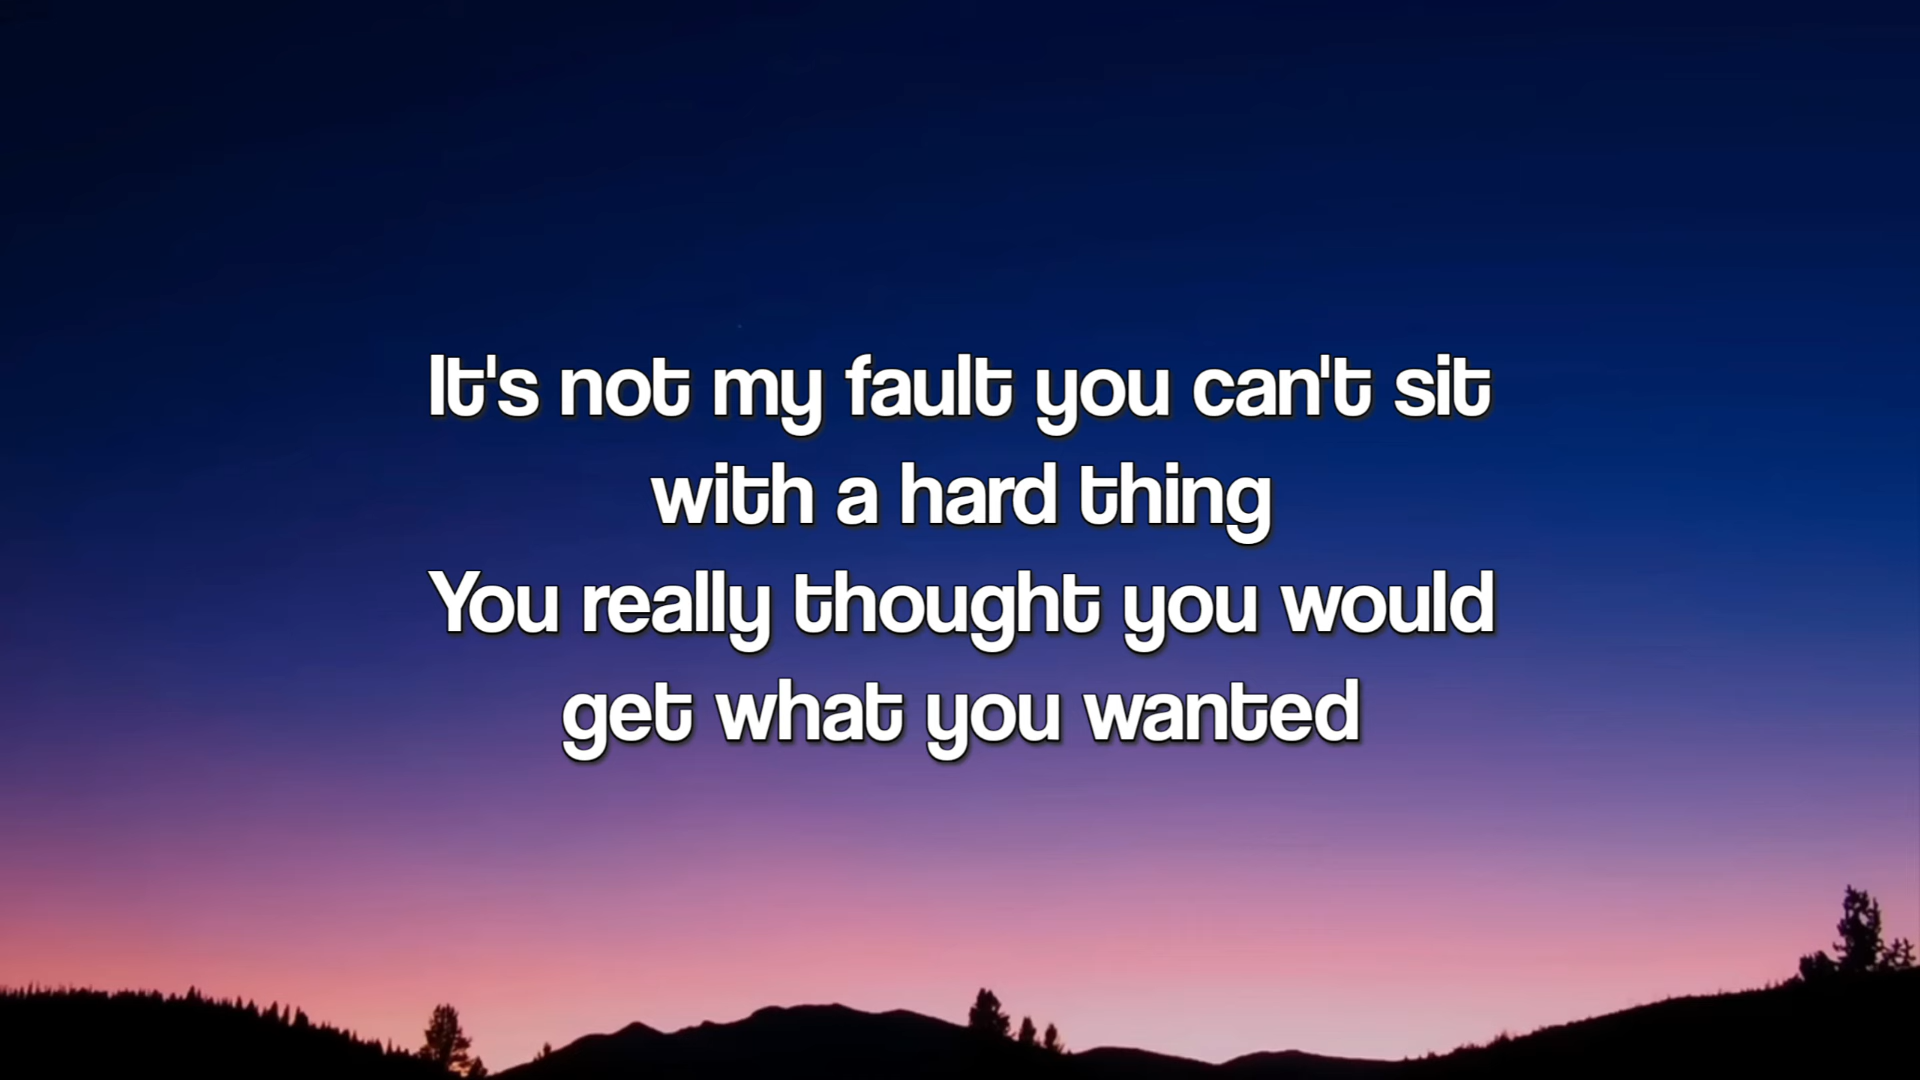 It's not my fault you can't sit
with a hard thing
You really thought you would
get what you wanted